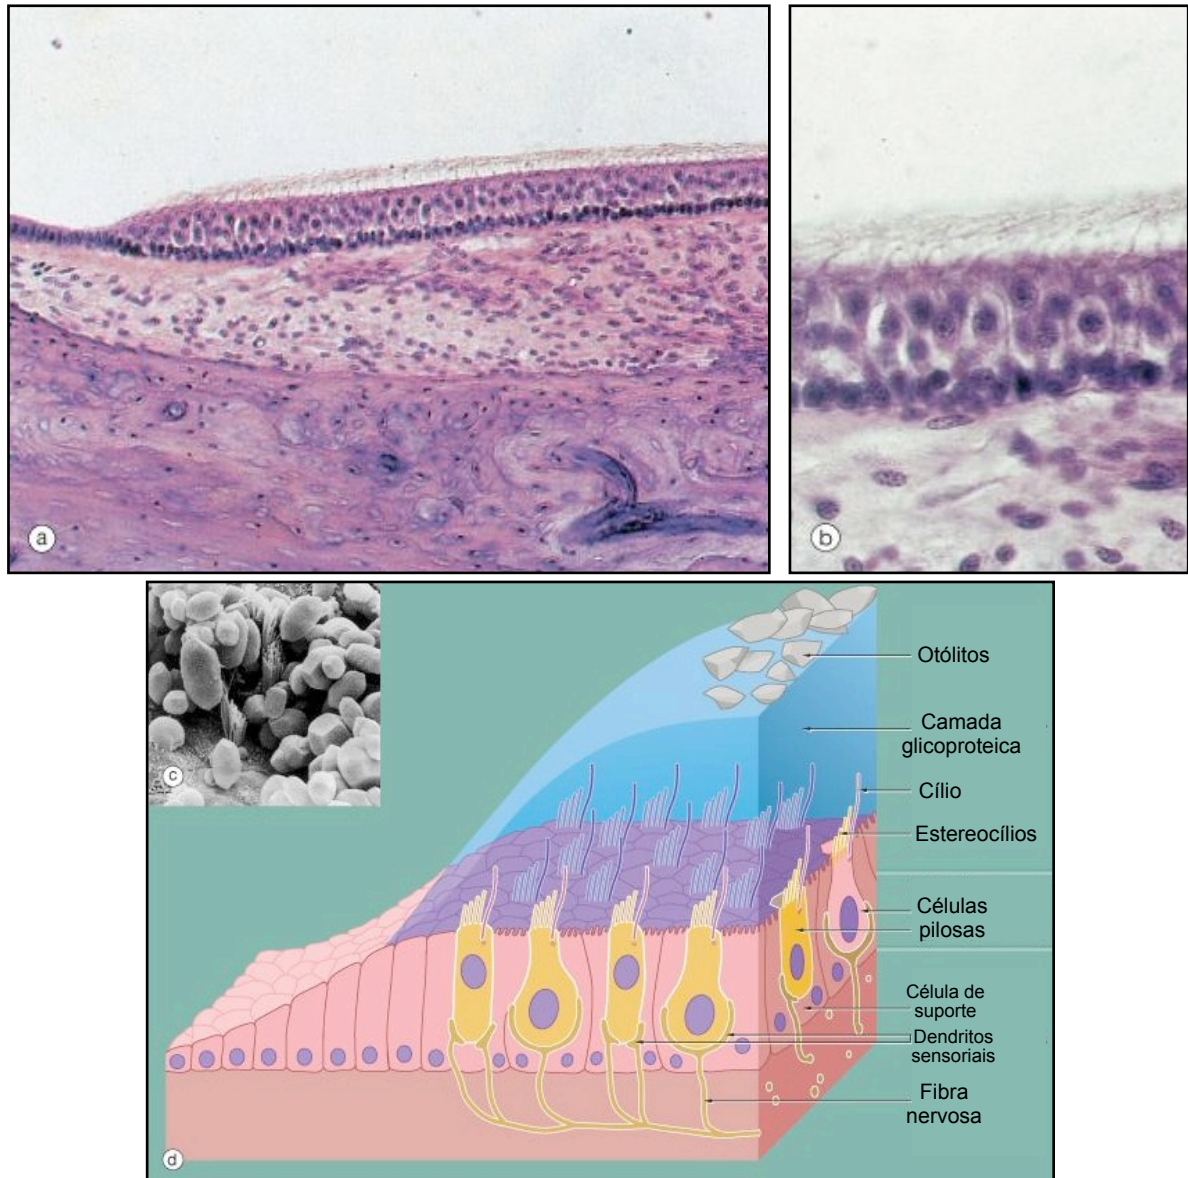 a
b
c
Otólitos
Camada
glicoproteica
Cílio
Estereocílios
Células
pilosas
Célula de
suporte
Dendritos
sensoriais
Fibra
nervosa
d